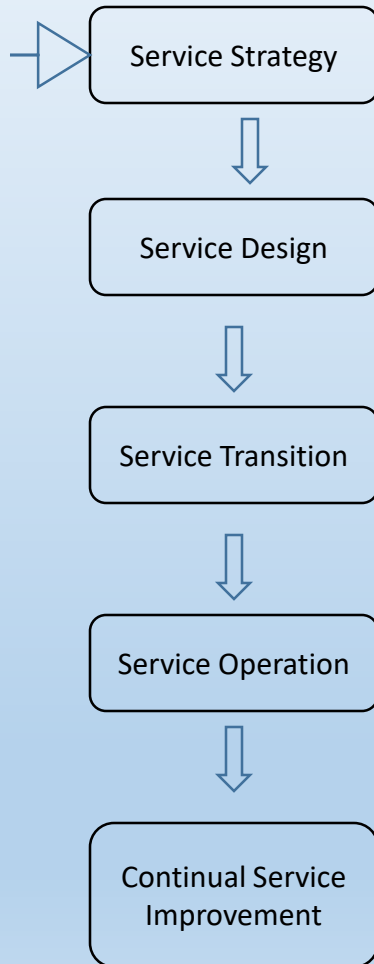 Service Strategy
Service Design
Service Transition
Service Operation
Continual Service
Improvement